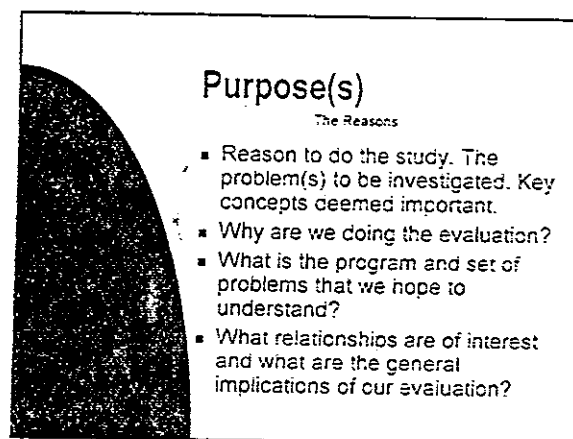 Purpose(s)
The Reasons
▪ Reason to do the study. The
problem(s) to be investigated. Key
concepts deemed important.
▪ Why are we doing the evaluation?
▪ What is the program and set of
problems that we hope to
understand?
▪ What relationships are of interest
and what are the general
implications of our evaluation?